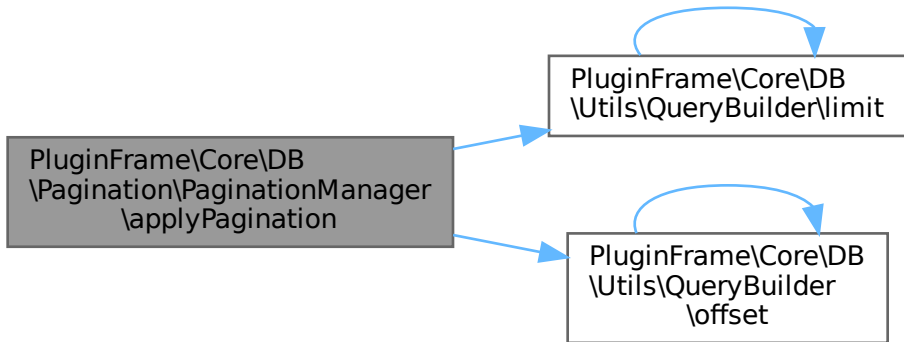 PluginFrame\Core\DB
\Utils\QueryBuilder\limit
PluginFrame\Core\DB
\Pagination\PaginationManager
\applyPagination
PluginFrame\Core\DB
\Utils\QueryBuilder
\offset